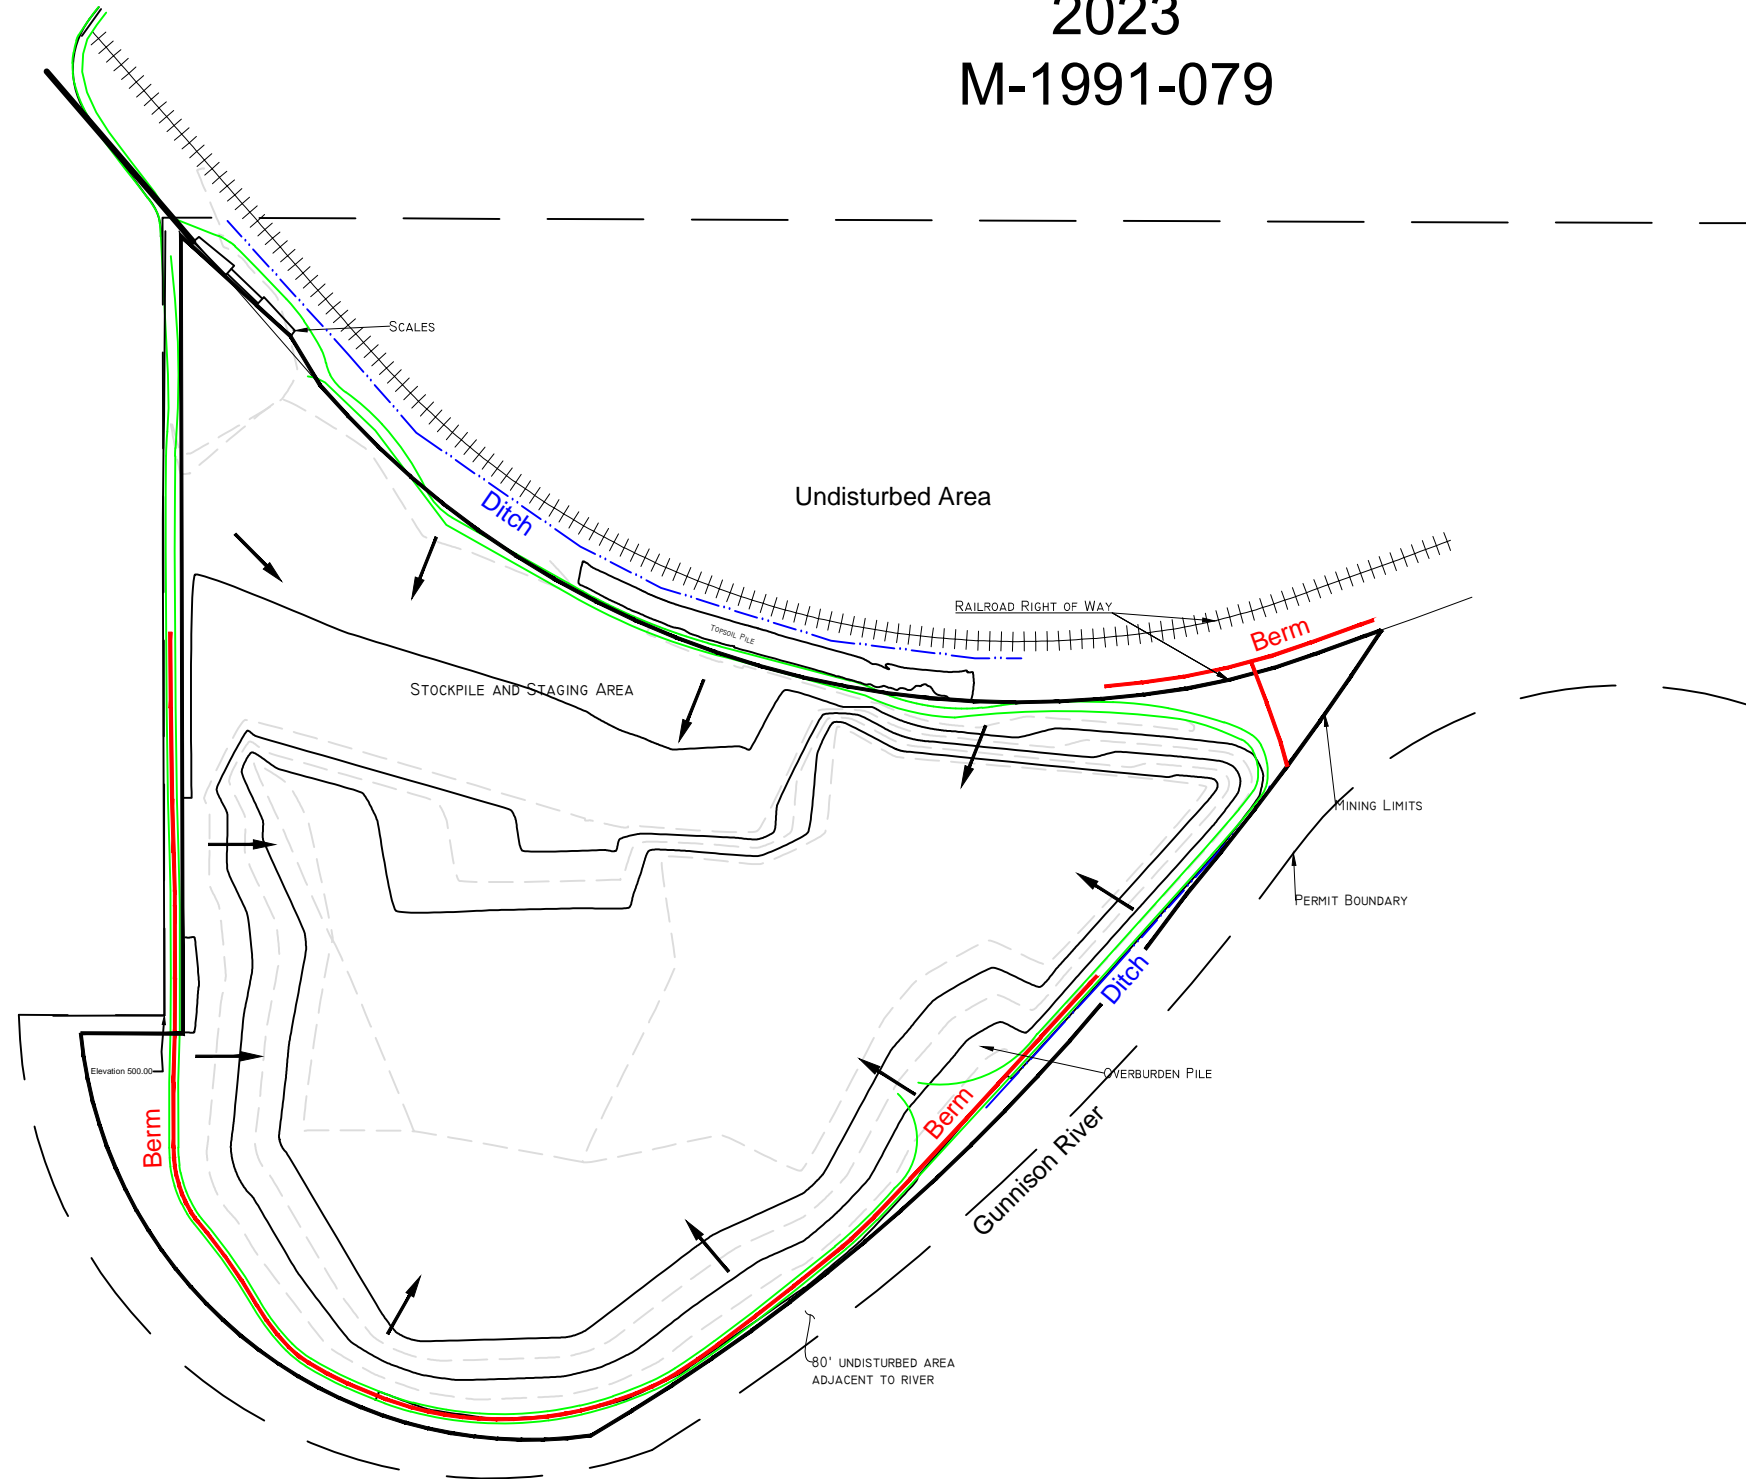 2023
M-1991-079
SCALES
Ditch
Undisturbed Area
RAILROAD RIGHT OF WAY
Berm
TOPSOIL PILE
STOCKPILE AND STAGING AREA
MINING LIMITS
PERMIT BOUNDARY
Ditch
Elevation 500.00
OVERBURDEN PILE
Berm
Berm
Gunnison River
80' UNDISTURBED AREA
ADJACENT TO RIVER